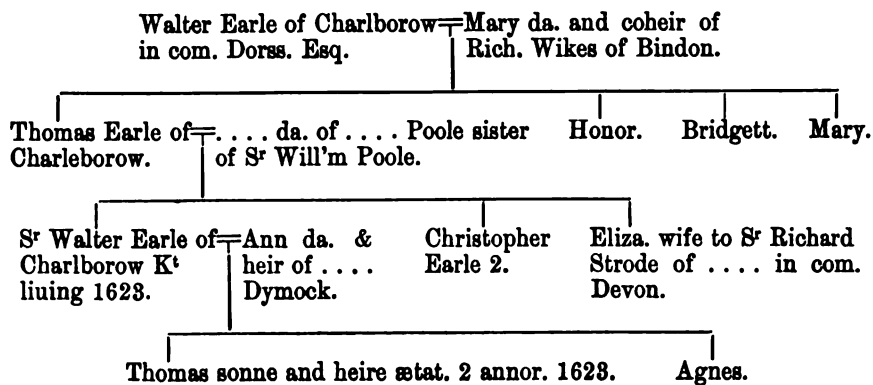 Walter Earle of Charlborow
in com. Dorss. Esq.
Mary da. and coheir of
Rich. Wikes of Bindon.
Thomas Earle of
Charleborow.
.... da. of .... Poole sister
of Sʳ Will'm Poole.
Honor.
Bridgett.
Mary.
Sʳ Walter Earle of
Charlborow Kᵗ
liuing 1623.
Ann da. &
heir of ....
Dymock.
Christopher
Earle 2.
Eliza. wife to Sʳ Richard
Strode of .... in com.
Devon.
Thomas sonne and heire ætat. 2 annor. 1623.
Agnes.